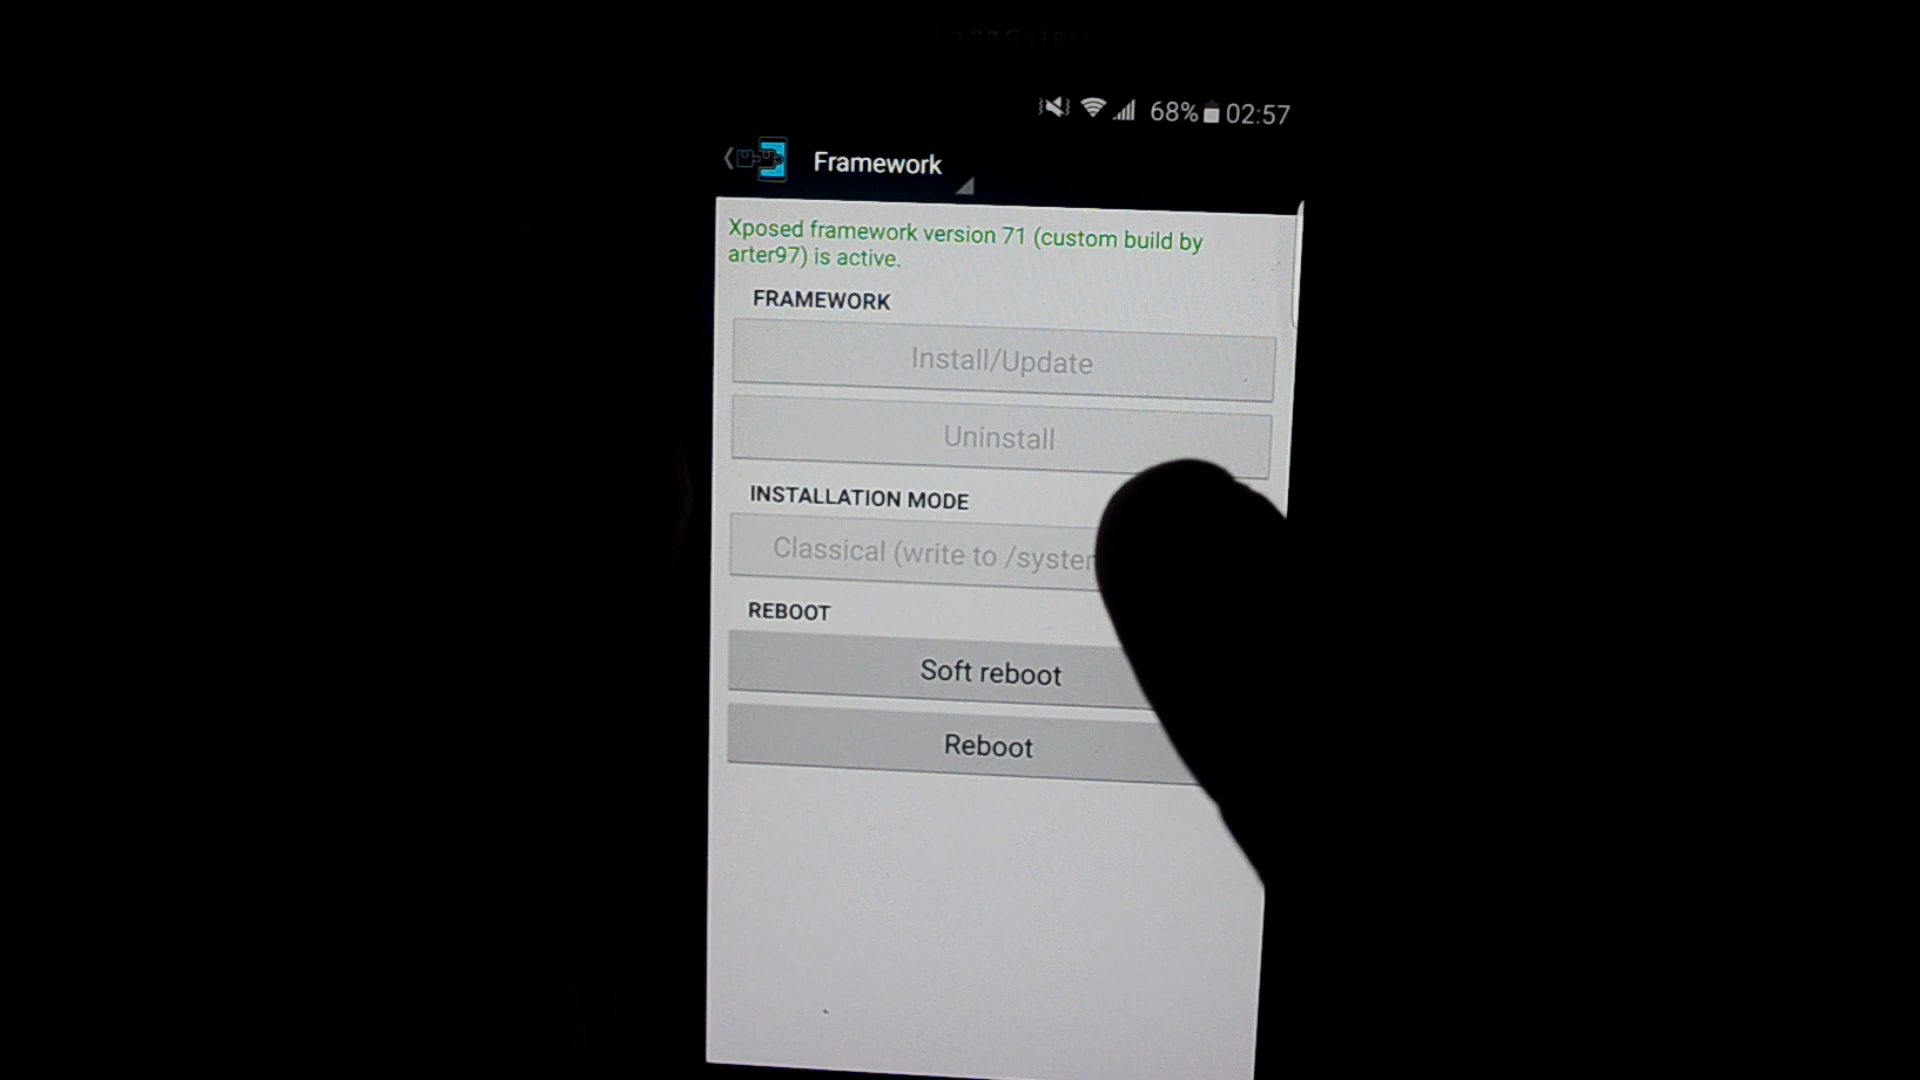 68% 02:57
Framework
Xposed framework version 71 (custom build by
arter97) is active.
FRAMEWORK
Install/Update
Uninstall
INSTALLATION MODE
Classical (write to /system
REBOOT
Soft reboot
Reboot